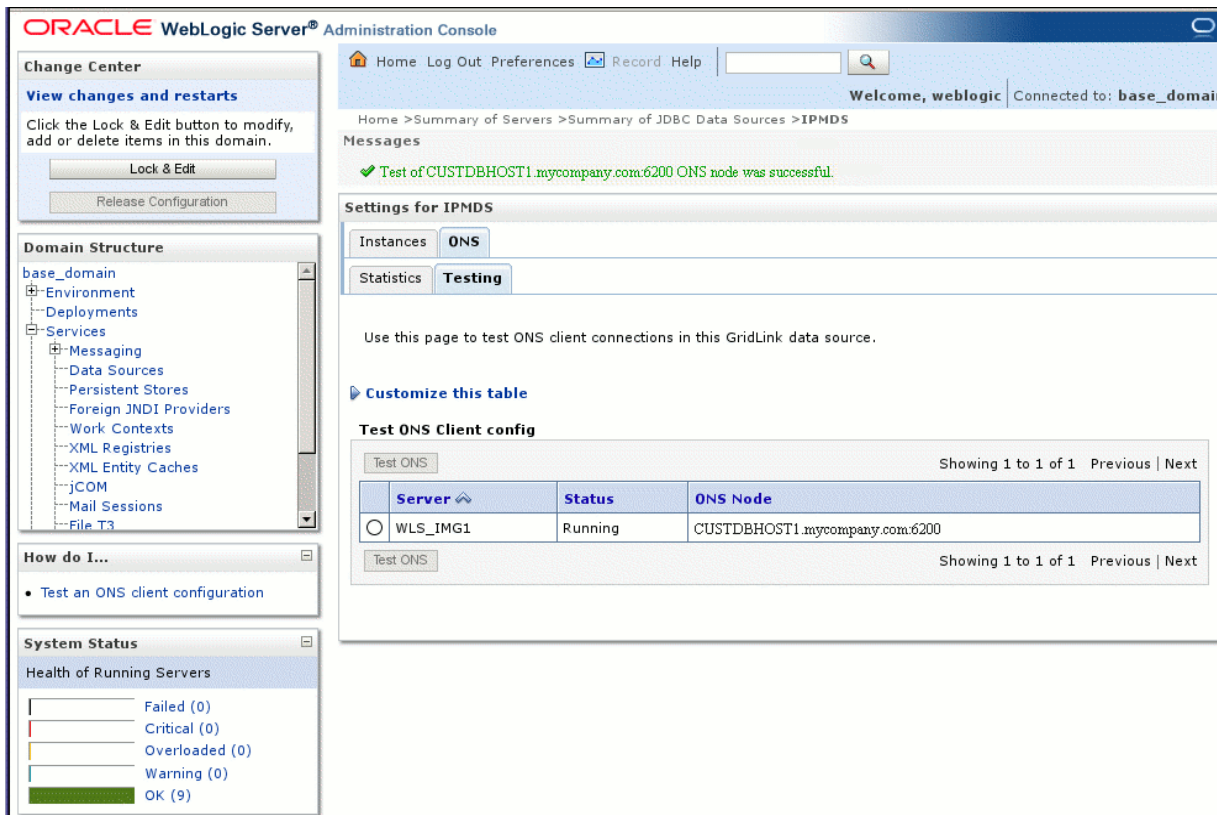 ORACLE WebLogic Server® Administration Console
Change Center
View changes and restarts
Click the Lock & Edit button to modify,
add or delete items in this domain.
Lock & Edit
Release Configuration
Domain Structure
base_domain
Environment
Deployments
Services
Messaging
Data Sources
Persistent Stores
Foreign JNDI Providers
Work Contexts
XML Registries
XML Entity Caches
jCOM
Mail Sessions
File T3
How do I...
Test an ONS client configuration
System Status
Health of Running Servers
Failed (0)
Critical (0)
Overloaded (0)
Warning (0)
OK (9)
Home Log Out Preferences Record Help
Welcome, weblogic Connected to: base_domai
Home >Summary of Servers >Summary of JDBC Data Sources >IPMDS
Messages
Test of CUSTDBHOST1.mycompany.com:6200 ONS node was successful.
Settings for IPMDS
Instances ONS
Statistics Testing
Use this page to test ONS client connections in this GridLink data source.
Customize this table
Test ONS Client config
Test ONS Showing 1 to 1 of 1 Previous | Next
Server Status ONS Node
WLS_IMG1 Running CUSTDBHOST1.mycompany.com:6200
Test ONS Showing 1 to 1 of 1 Previous | Next